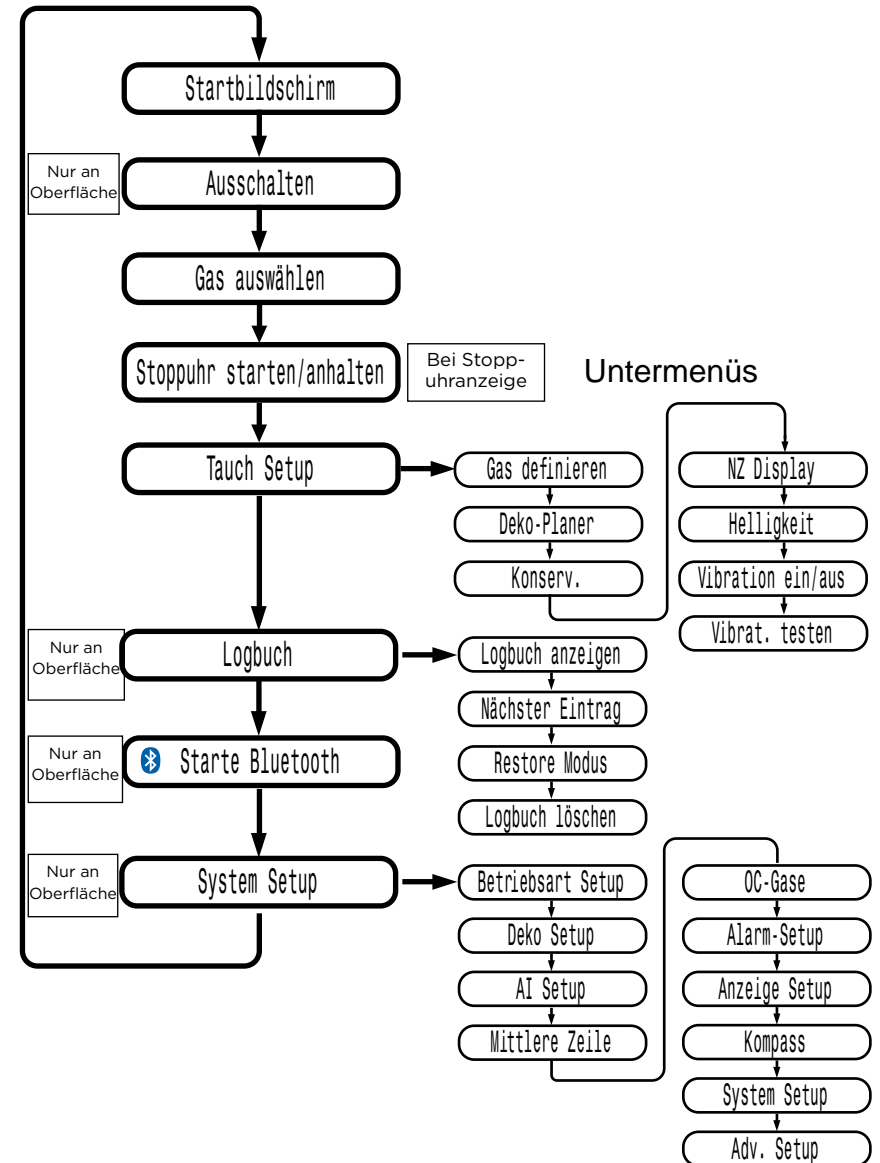 Startbildschirm
Nur an
Oberfläche
Ausschalten
Gas auswählen
Stoppuhr starten/anhalten
Bei Stopp-
uhranzeige
Untermenüs
Tauch Setup
Gas definieren
Deko-Planer
Konserv.
NZ Display
Helligkeit
Vibration ein/aus
Vibrat. testen
Nur an
Oberfläche
Logbuch
Logbuch anzeigen
Nächster Eintrag
Restore Modus
Logbuch löschen
Nur an
Oberfläche
Starte Bluetooth
Nur an
Oberfläche
System Setup
Betriebsart Setup
Deko Setup
AI Setup
Mittlere Zeile
OC-Gase
Alarm-Setup
Anzeige Setup
Kompass
System Setup
Adv. Setup